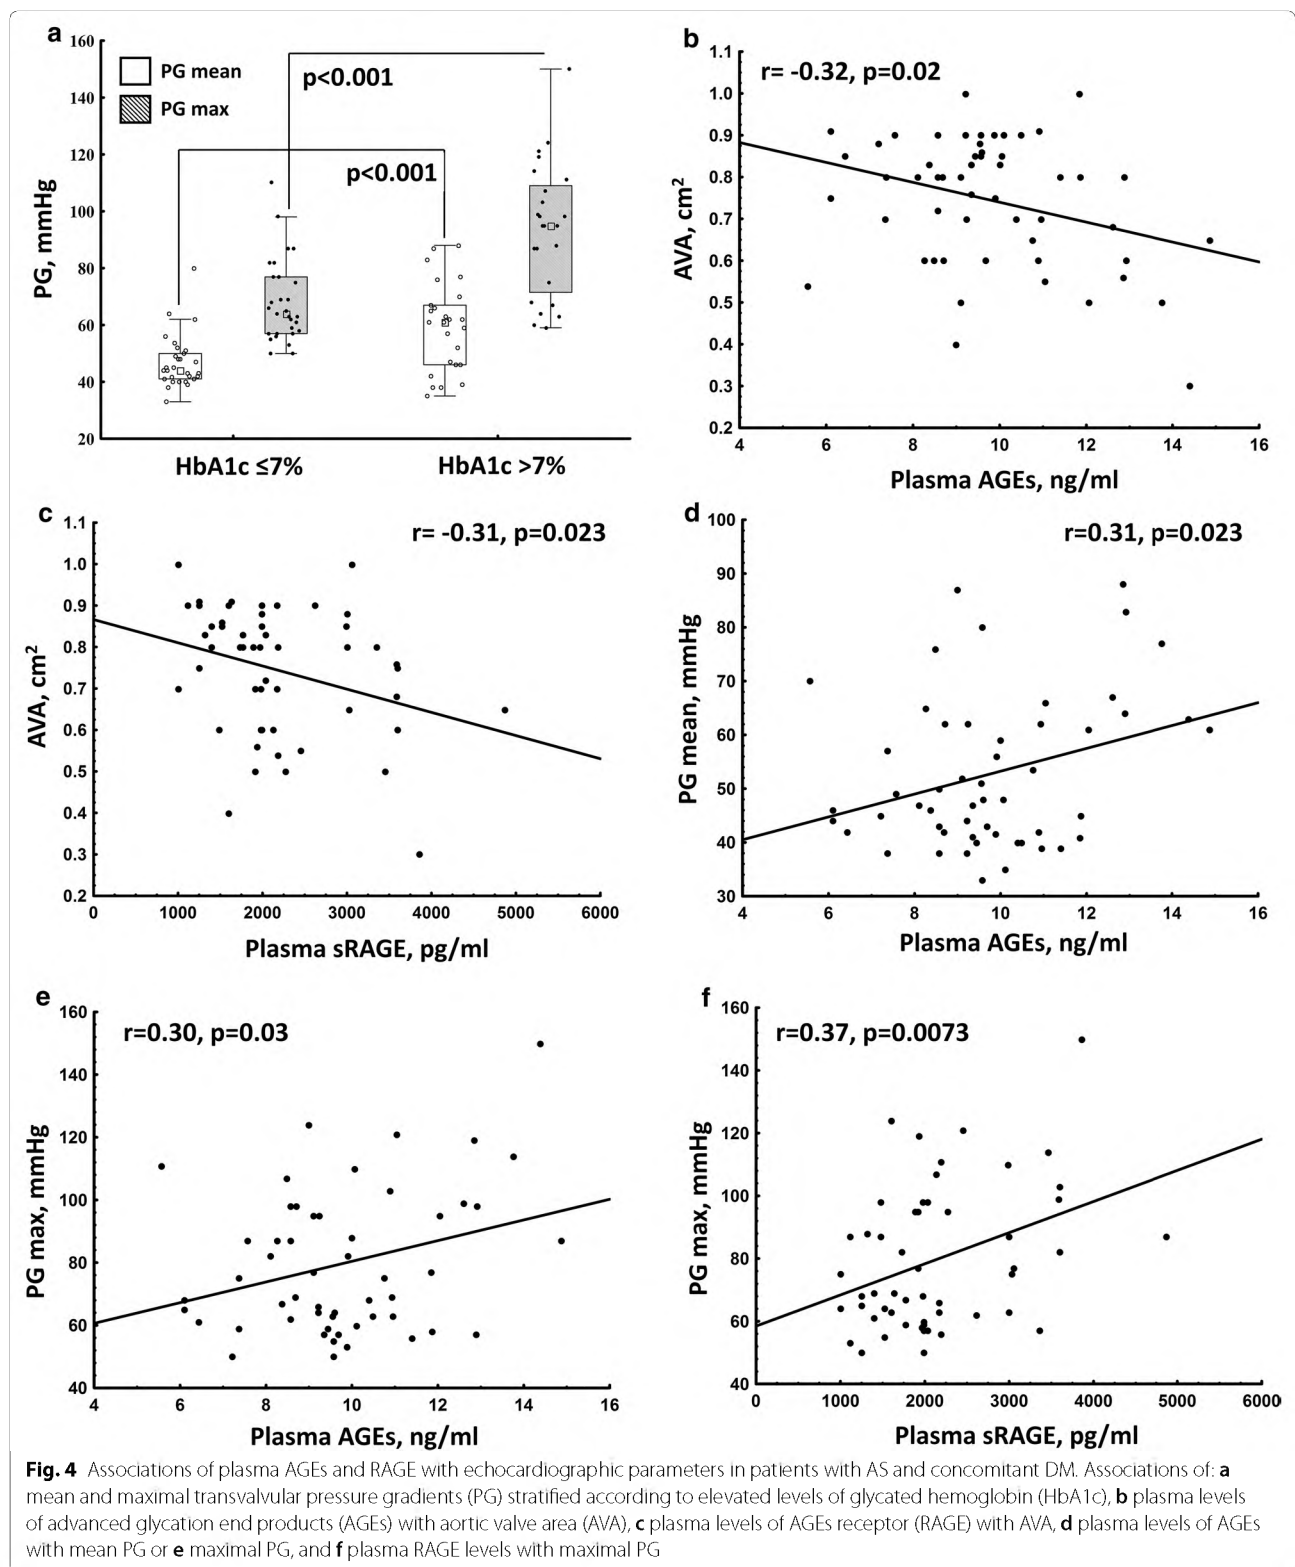 a
160
140
120
100
80
60
40
20
PG, mmHg
PG mean
PG max
p<0.001
p<0.001
HbA1c ≤7%
HbA1c >7%
b
1.1
1.0
0.9
0.8
0.7
0.6
0.5
0.4
0.3
0.2
AVA, cm²
r= -0.32, p=0.02
4 6 8 10 12 14 16
Plasma AGEs, ng/ml
c
1.1
1.0
0.9
0.8
0.7
0.6
0.5
0.4
0.3
0.2
AVA, cm²
r= -0.31, p=0.023
0 1000 2000 3000 4000 5000 6000
Plasma sRAGE, pg/ml
d
100
90
80
70
60
50
40
30
PG mean, mmHg
r=0.31, p=0.023
4 6 8 10 12 14 16
Plasma AGEs, ng/ml
e
160
140
120
100
80
60
40
PG max, mmHg
r=0.30, p=0.03
4 6 8 10 12 14 16
Plasma AGEs, ng/ml
f
160
140
120
100
80
60
40
PG max, mmHg
r=0.37, p=0.0073
0 1000 2000 3000 4000 5000 6000
Plasma sRAGE, pg/ml
Fig. 4 Associations of plasma AGEs and RAGE with echocardiographic parameters in patients with AS and concomitant DM. Associations of: a
mean and maximal transvalvular pressure gradients (PG) stratified according to elevated levels of glycated hemoglobin (HbA1c), b plasma levels
of advanced glycation end products (AGEs) with aortic valve area (AVA), c plasma levels of AGEs receptor (RAGE) with AVA, d plasma levels of AGEs
with mean PG or e maximal PG, and f plasma RAGE levels with maximal PG